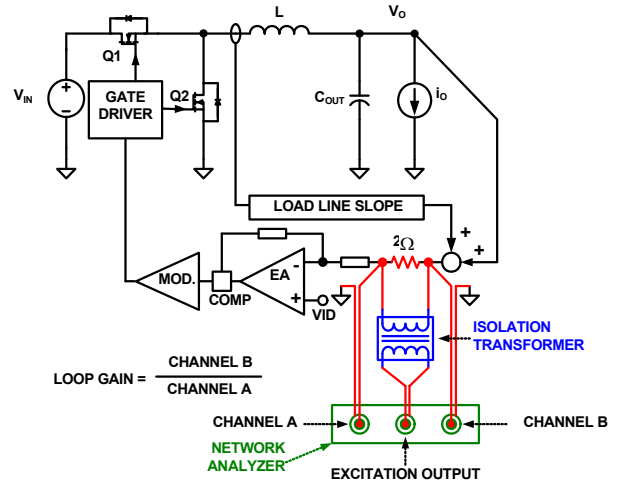 L
VO
Q1
VIN
+
−
GATE
DRIVER
Q2
COUT
iO
LOAD LINE SLOPE
+
+
2Ω
MOD.
COMP
EA
-
+
VID
ISOLATION
TRANSFORMER
LOOP GAIN =
CHANNEL B
CHANNEL A
CHANNEL A
CHANNEL B
NETWORK
ANALYZER
EXCITATION OUTPUT